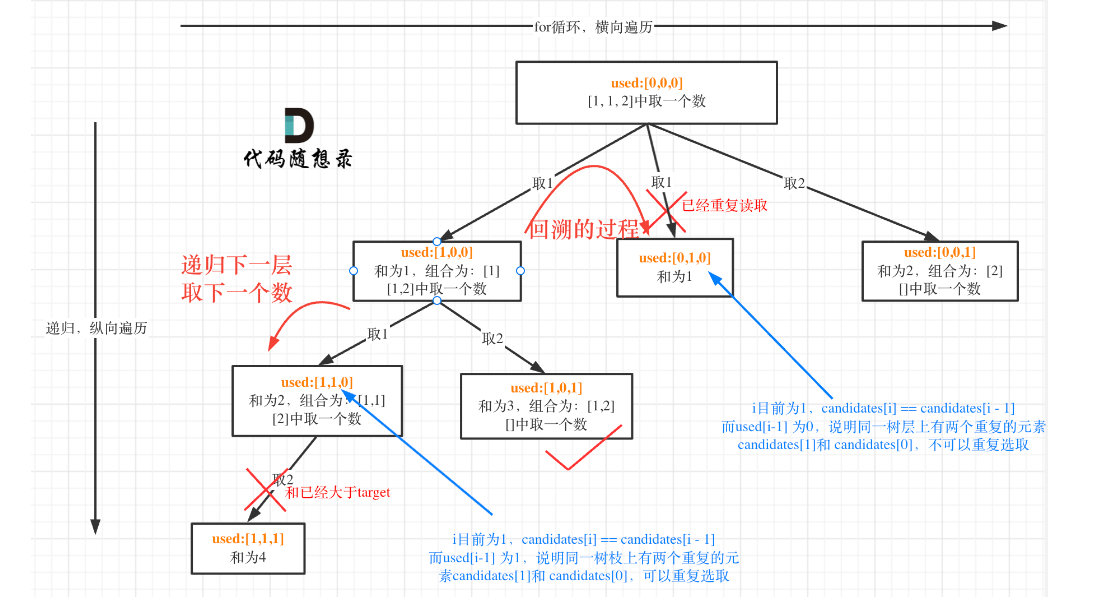 for循环，横向遍历
used:[0,0,0]
[1, 1, 2]中取一个数
代码随想录
取1
取1
取2
已经重复读取
回溯的过程
递归下一层
取下一个数
used:[1,0,0]
和为1，组合为：[1]
[1,2]中取一个数
used:[0,1,0]
和为1
used:[0,0,1]
和为2，组合为：[2]
[]中取一个数
递归，纵向遍历
取1
取2
used:[1,1,0]
和为2，组合为：[1,1]
[2]中取一个数
used:[1,0,1]
和为3，组合为：[1,2]
[]中取一个数
i目前为1，candidates[i] == candidates[i - 1]
而used[i-1] 为0，说明同一树层上有两个重复的元素
candidates[1]和 candidates[0]，不可以重复选取
取2
和已经大于target
used:[1,1,1]
和为4
i目前为1，candidates[i] == candidates[i - 1]
而used[i-1] 为1，说明同一树枝上有两个重复的元
素candidates[1]和 candidates[0]，可以重复选取